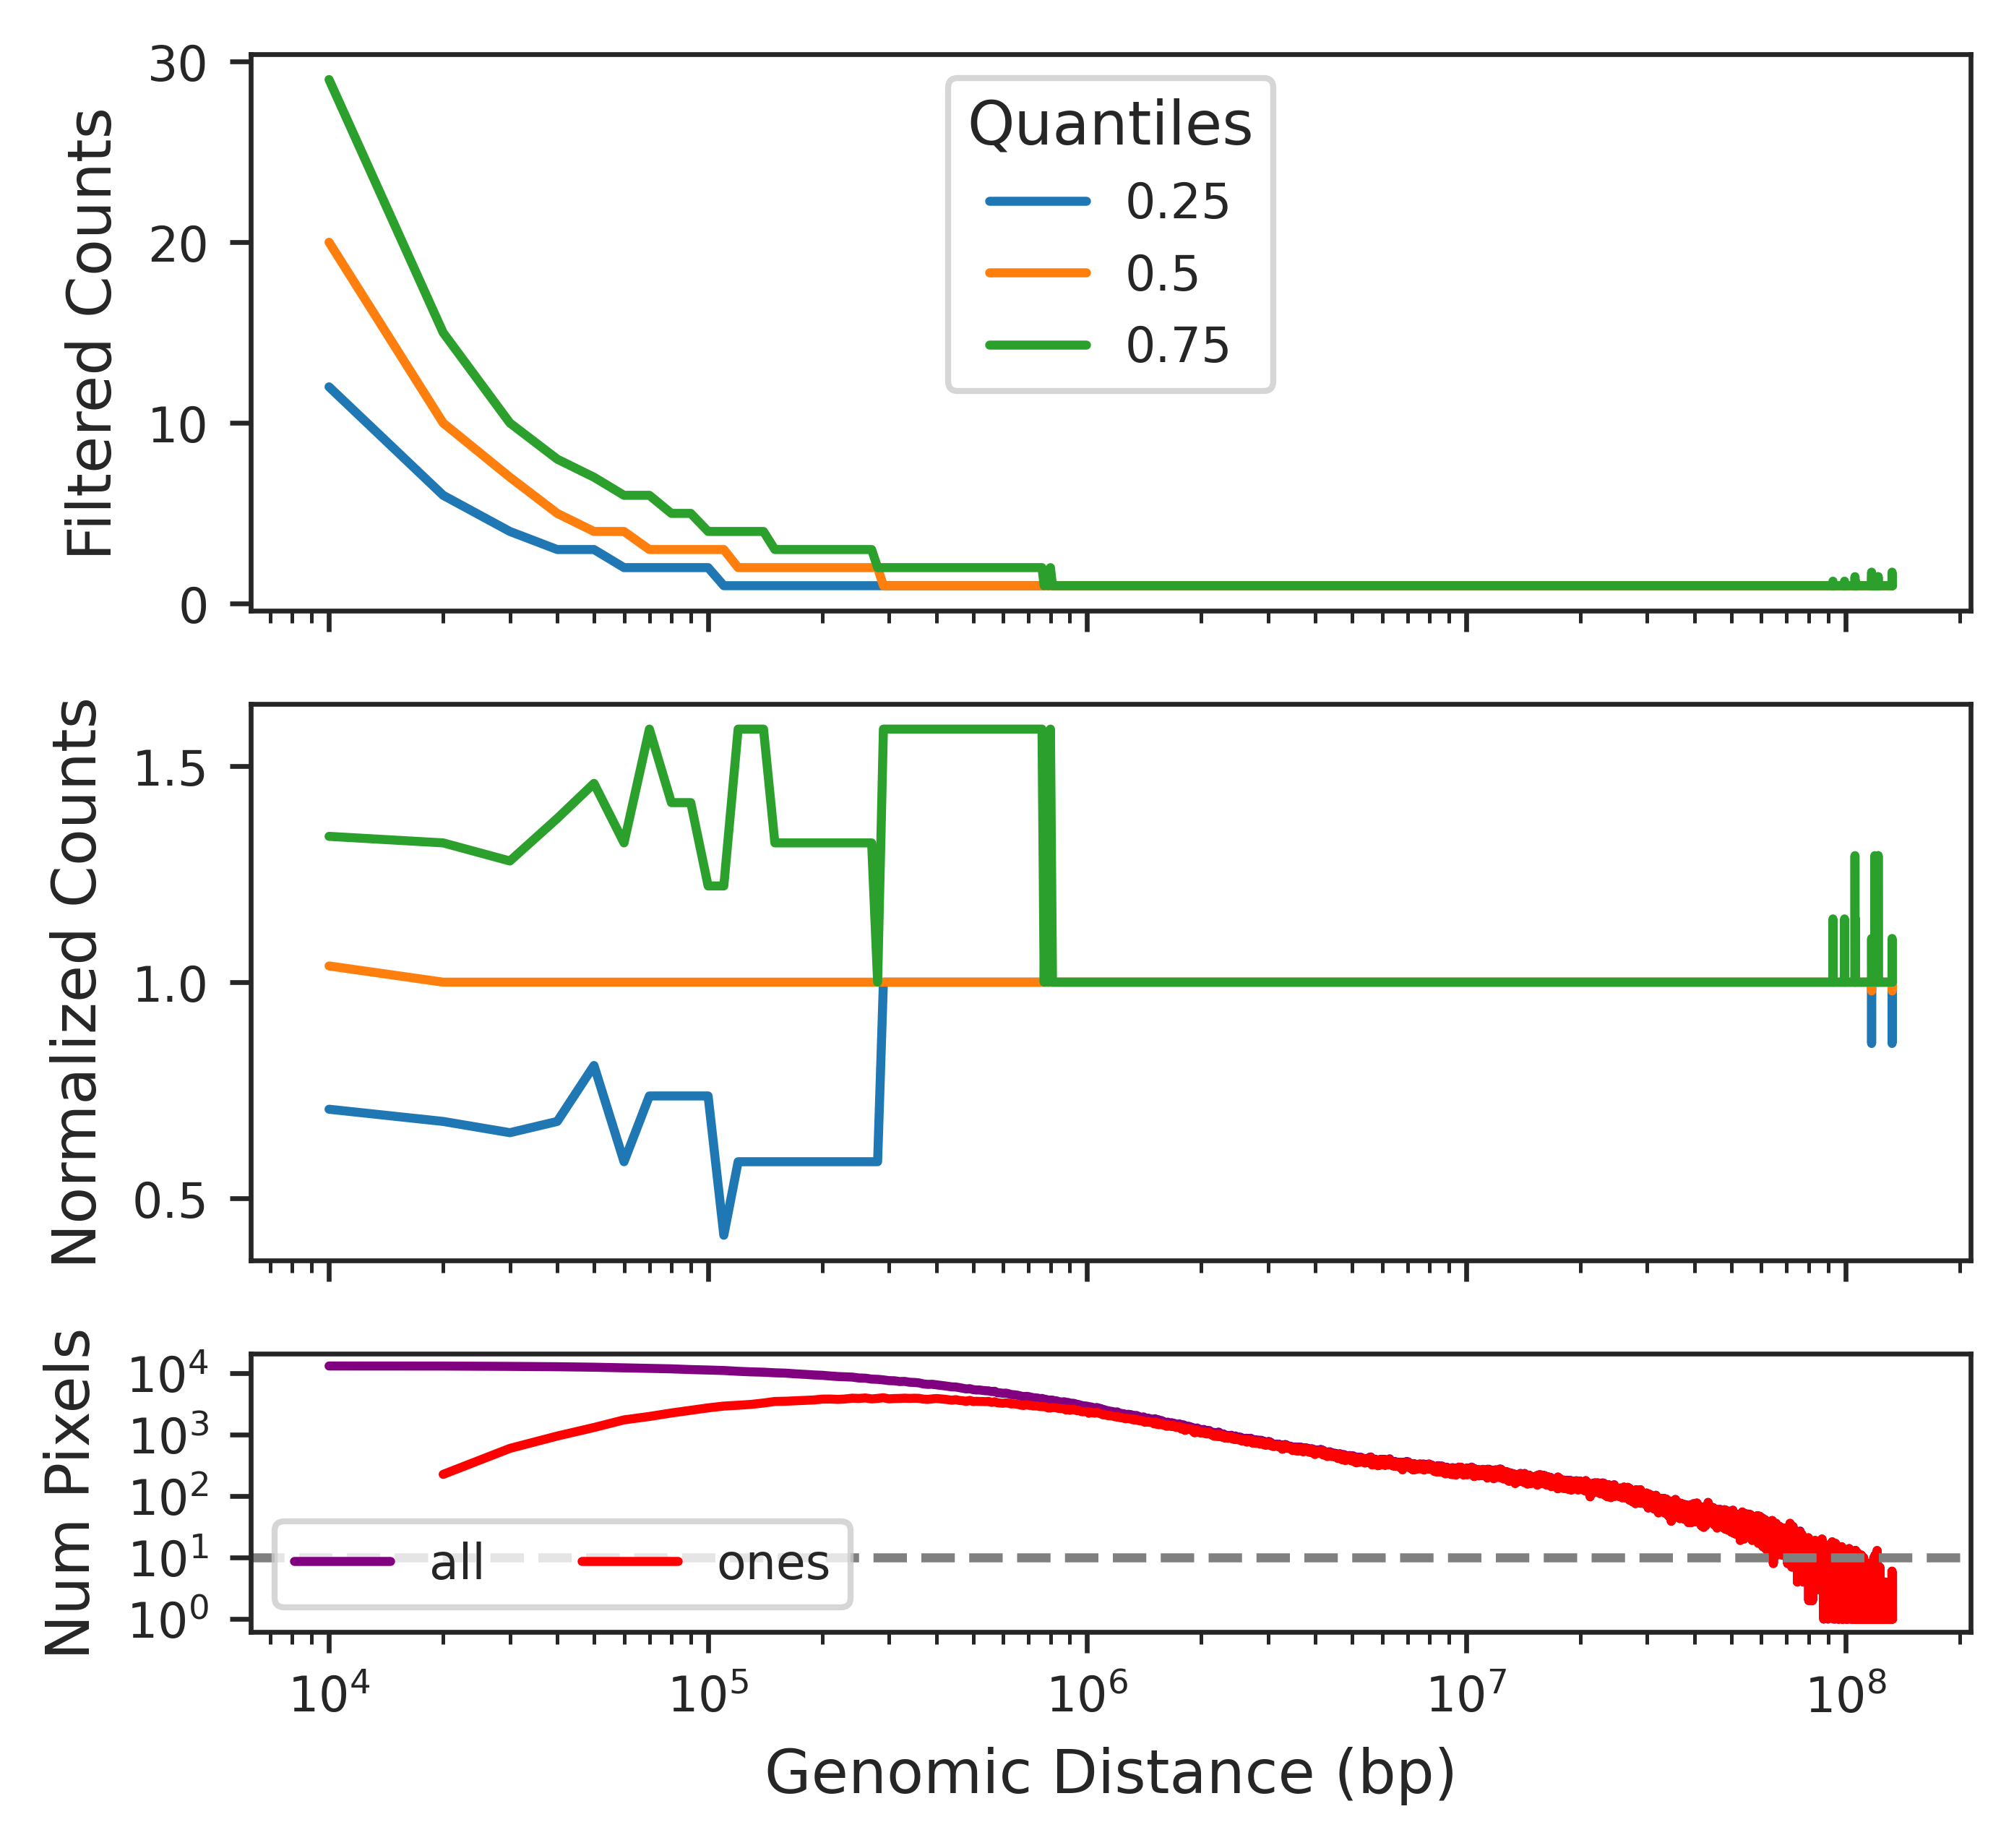 Filtered Counts
30
20
10
0
Quantiles
0.25
0.5
0.75
Normalized Counts
1.5
1.0
0.5
Num Pixels
10⁴
10³
10²
10¹
10⁰
all ones
10⁴ 10⁵ 10⁶ 10⁷ 10⁸
Genomic Distance (bp)